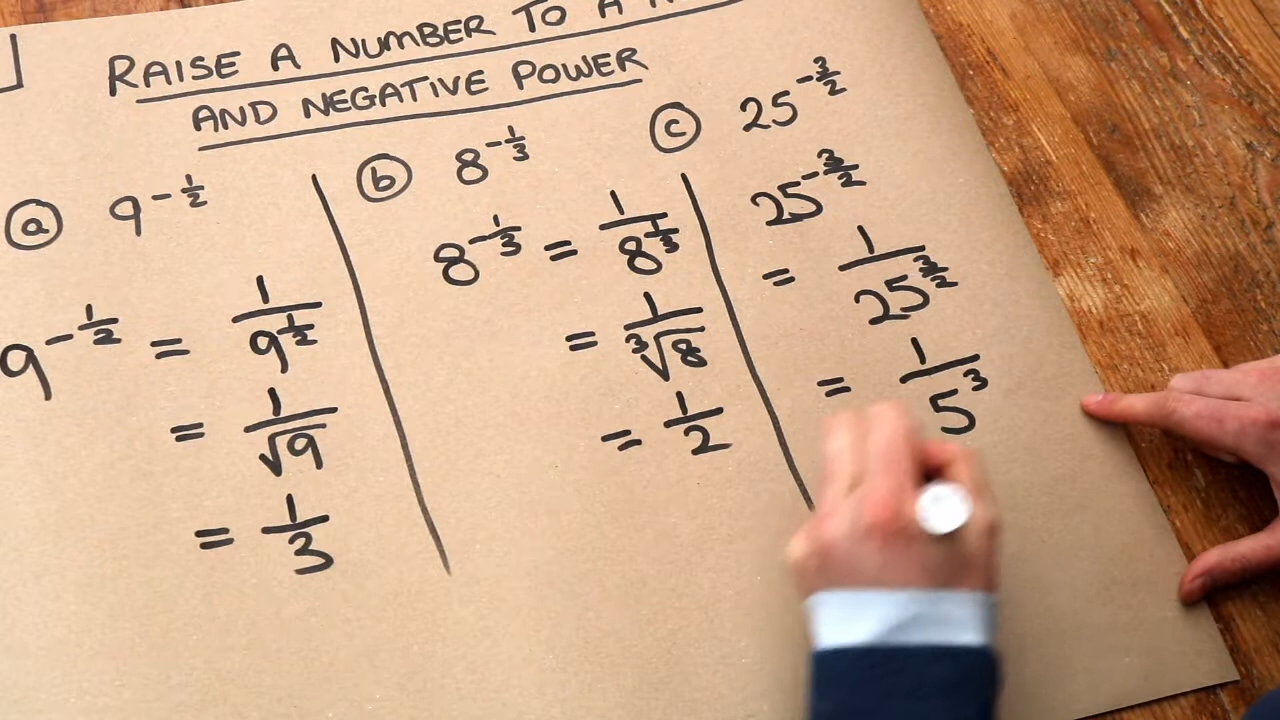 RAISE A NUMBER TO A
AND NEGATIVE POWER
ⓐ 9^(-1/2)
9^(-1/2) = 1/9^(1/2)
= 1/√9
= 1/3
ⓑ 8^(-1/3)
8^(-1/3) = 1/8^(1/3)
= 1/∛8
= 1/2
ⓒ 25^(-3/2)
25^(-3/2)
= 1/25^(3/2)
= 1/5^3